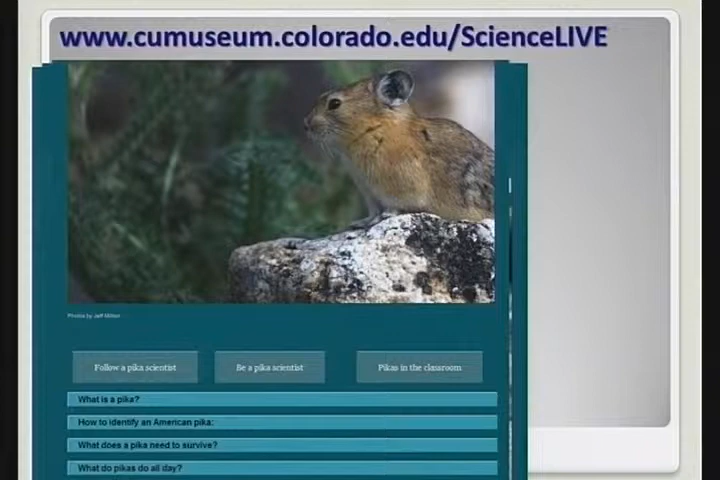 www.cumuseum.colorado.edu/ScienceLIVE
Photos by Jeff Mitton
Follow a pika scientist
Be a pika scientist
Pikas in the classroom
What is a pika?
How to identify an American pika:
What does a pika need to survive?
What do pikas do all day?